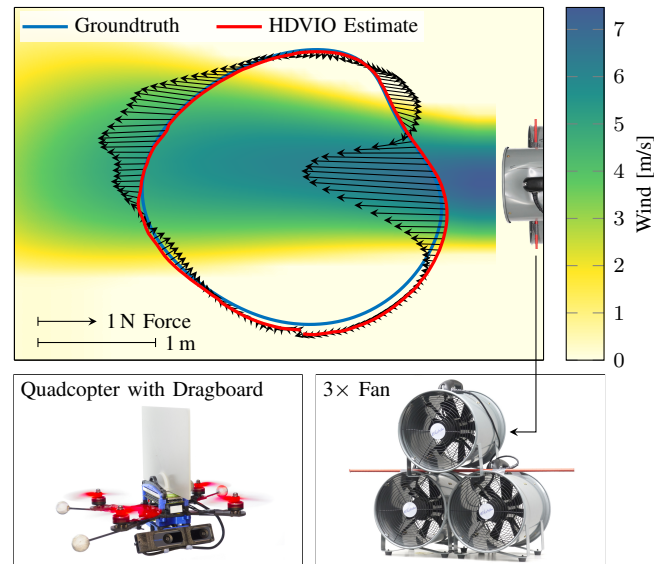 Groundtruth
HDVIO Estimate
1 N Force
1 m
7
6
5
4
3
2
1
0
Wind [m/s]
Quadcopter with Dragboard
3× Fan